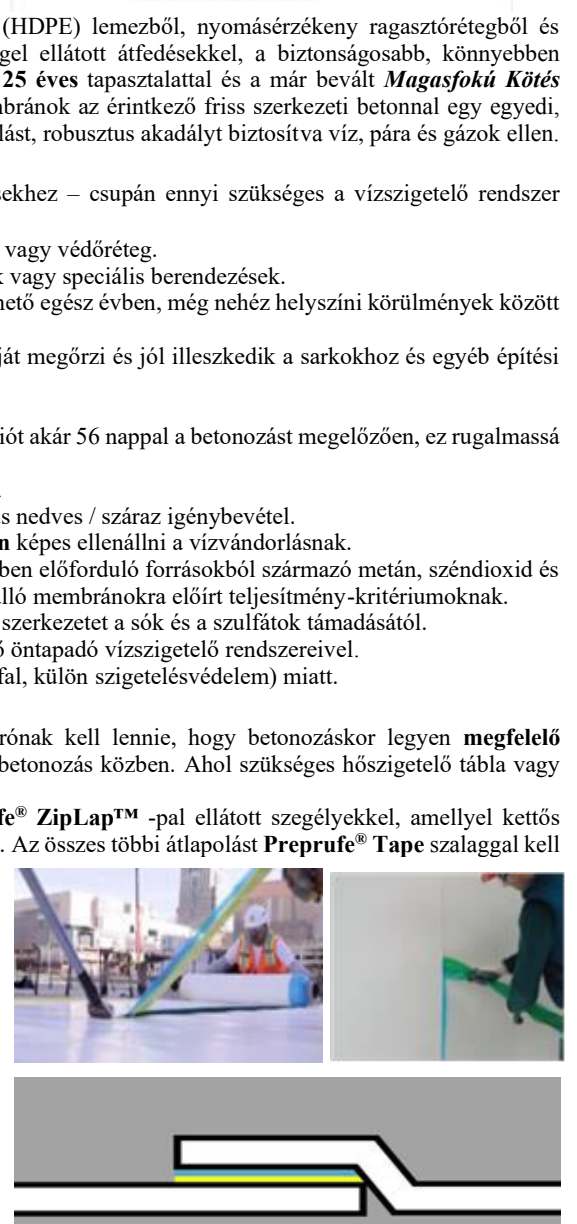 (HDPE) lemezből, nyomásérzékeny ragasztórétegből és
gel ellátott átfedésekkel, a biztonságosabb, könnyebben
25 éves tapasztalattal és a már bevált Magasfokú Kötés
nbránok az érintkező friss szerkezeti betonnal egy egyedi,
lást, robusztus akadályt biztosítva víz, pára és gázok ellen.
sekhez – csupán ennyi szükséges a vízszigetelő rendszer
vagy védőréteg.
k vagy speciális berendezések.
hető egész évben, még nehéz helyszíni körülmények között
ját megőrzi és jól illeszkedik a sarkokhoz és egyéb építési
iót akár 56 nappal a betonozást megelőzően, ez rugalmassá
.
s nedves / száraz igénybevétel.
n képes ellenállni a vízvándorlásnak.
ben előforduló forrásokból származó metán, széndioxid és
lló membránokra előírt teljesítmény-kritériumoknak.
szerkezetet a sók és a szulfátok támadásától.
ő öntapadó vízszigetelő rendszereivel.
fal, külön szigetelésvédelem) miatt.
rónak kell lennie, hogy betonozáskor legyen megfelelő
betonozás közben. Ahol szükséges hőszigetelő tábla vagy
fe® ZipLap™ -pal ellátott szegélyekkel, amellyel kettős
. Az összes többi átlapolást Preprufe® Tape szalaggal kell